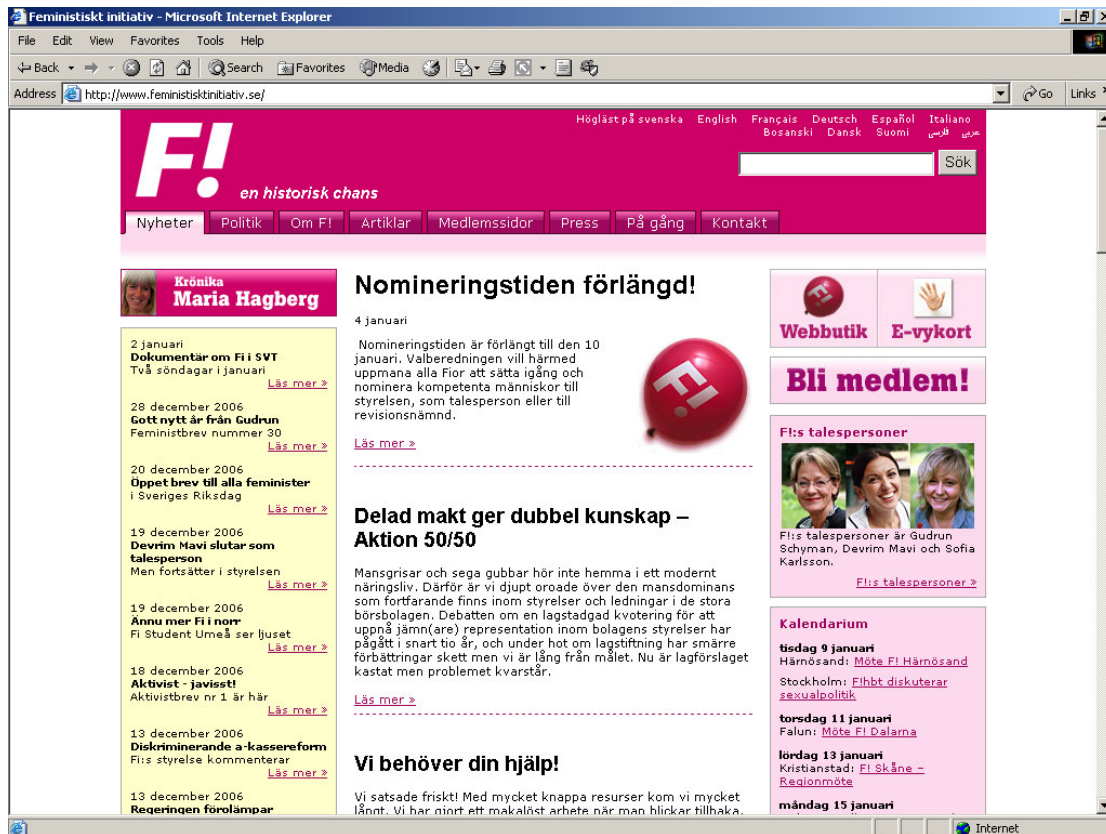 Feministiskt initiativ - Microsoft Internet Explorer
File Edit View Favorites Tools Help
Back Search Favorites Media
Address http://www.feministisktinitiativ.se/ Go Links
Högläst på svenska English Français Deutsch Español Italiano
Bosanski Dansk Suomi فارسی عربی
F!
en historisk chans
Sök
Nyheter Politik Om F! Artiklar Medlemssidor Press På gång Kontakt
Krönika
Maria Hagberg
2 januari
Dokumentär om Fi i SVT
Två söndagar i januari
Läs mer »
28 december 2006
Gott nytt år från Gudrun
Feministbrev nummer 30
Läs mer »
20 december 2006
Öppet brev till alla feminister
i Sveriges Riksdag
Läs mer »
19 december 2006
Devrim Mavi slutar som
talesperson
Men fortsätter i styrelsen
Läs mer »
19 december 2006
Ännu mer Fi i norr
Fi Student Umeå ser ljuset
Läs mer »
18 december 2006
Aktivist - javisst!
Aktivistbrev nr 1 är här
Läs mer »
13 december 2006
Diskriminerande a-kassereform
Fi:s styrelse kommenterar
Läs mer »
13 december 2006
Regeringen förolämpar
Nomineringstiden förlängd!
4 januari
Nomineringstiden är förlängt till den 10
januari. Valberedningen vill härmed
uppmana alla Fior att sätta igång och
nominera kompetenta människor till
styrelsen, som talesperson eller till
revisionsnämnd.
Läs mer »
F!
Delad makt ger dubbel kunskap –
Aktion 50/50
Mansgrisar och sega gubbar hör inte hemma i ett modernt
näringsliv. Därför är vi djupt oroade över den mansdominans
som fortfarande finns inom styrelser och ledningar i de stora
börsbolagen. Debatten om en lagstadgad kvotering för att
uppnå jämn(are) representation inom bolagens styrelser har
pågått i snart tio år, och under hot om lagstiftning har smärre
förbättringar skett men vi är lång från målet. Nu är lagförslaget
kastat men problemet kvarstår.
Läs mer »
Vi behöver din hjälp!
Vi satsade friskt! Med mycket knappa resurser kom vi mycket
långt. Vi har gjort ett makalöst arbete när man blickar tillbaka.
F!
Webbutik E-vykort
Bli medlem!
F!:s talespersoner
F!:s talespersoner är Gudrun
Schyman, Devrim Mavi och Sofia
Karlsson.
F!:s talespersoner »
Kalendarium
tisdag 9 januari
Härnösand: Möte F! Härnösand
Stockholm: F!hbt diskuterar
sexualpolitik
torsdag 11 januari
Falun: Möte F! Dalarna
lördag 13 januari
Kristianstad: F! Skåne –
Regionmöte
måndag 15 januari
Internet